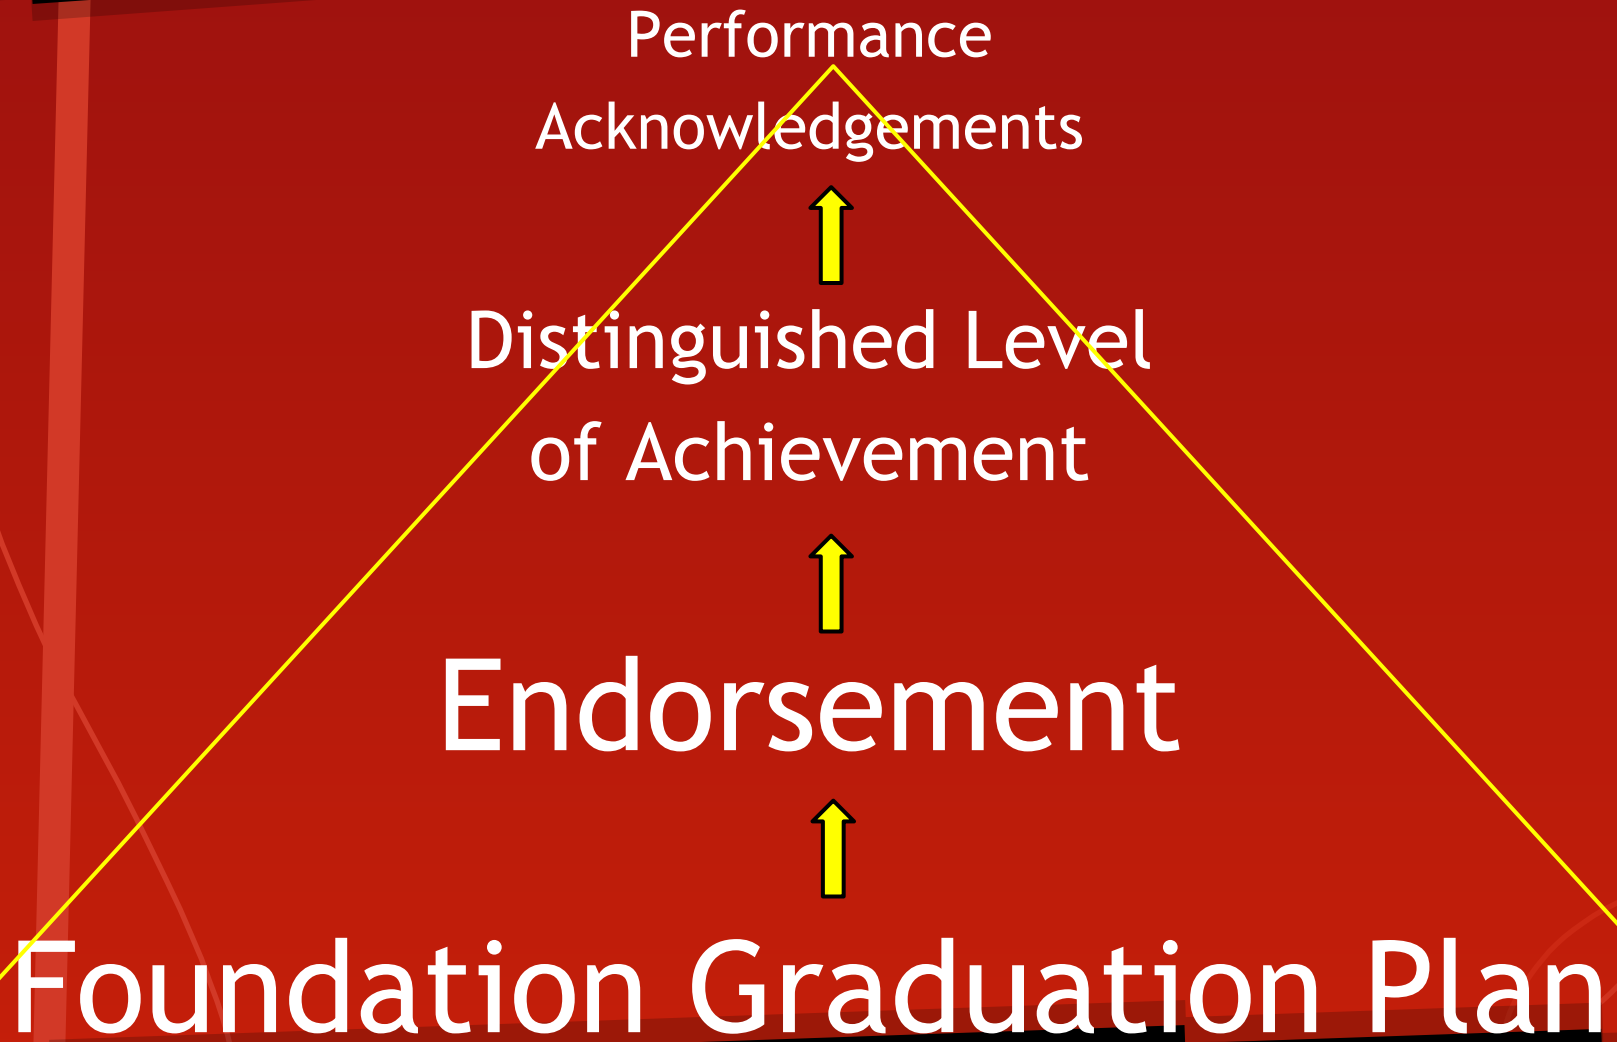 Performance
Acknowledgements
Distinguished Level
of Achievement
Endorsement
Foundation Graduation Plan